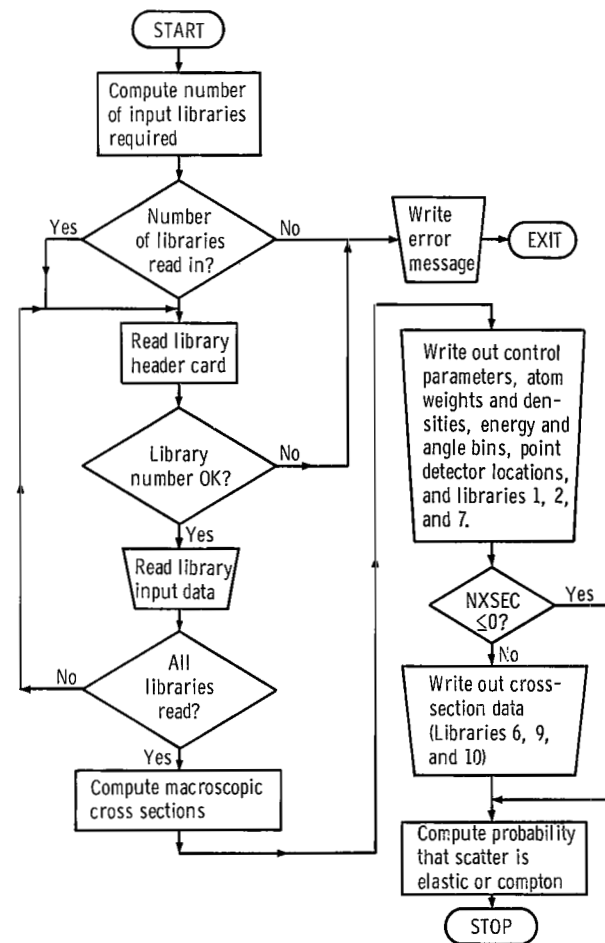 START
Compute number
of input libraries
required
Number
of libraries
read in?
Yes
No
Write
error
message
EXIT
Read library
header card
Library
number OK?
No
Yes
Read library
input data
All
libraries
read?
No
Yes
Compute macroscopic
cross sections
Write out control
parameters, atom
weights and den-
sities, energy and
angle bins, point
detector locations,
and libraries 1, 2,
and 7.
NXSEC
≤0?
Yes
No
Write out cross-
section data
(Libraries 6, 9,
and 10)
Compute probability
that scatter is
elastic or compton
STOP